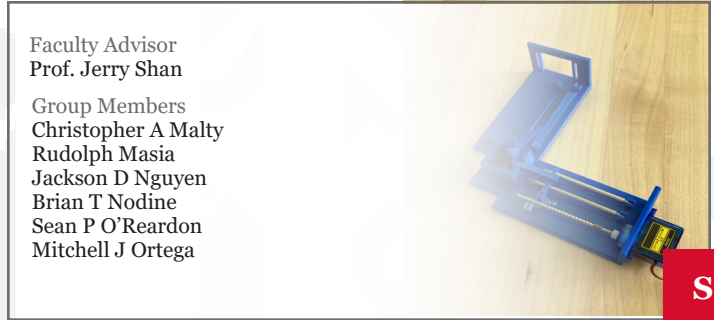 Faculty Advisor
Prof. Jerry Shan
Group Members
Christopher A Malty
Rudolph Masia
Jackson D Nguyen
Brian T Nodine
Sean P O’Reardon
Mitchell J Ortega
S